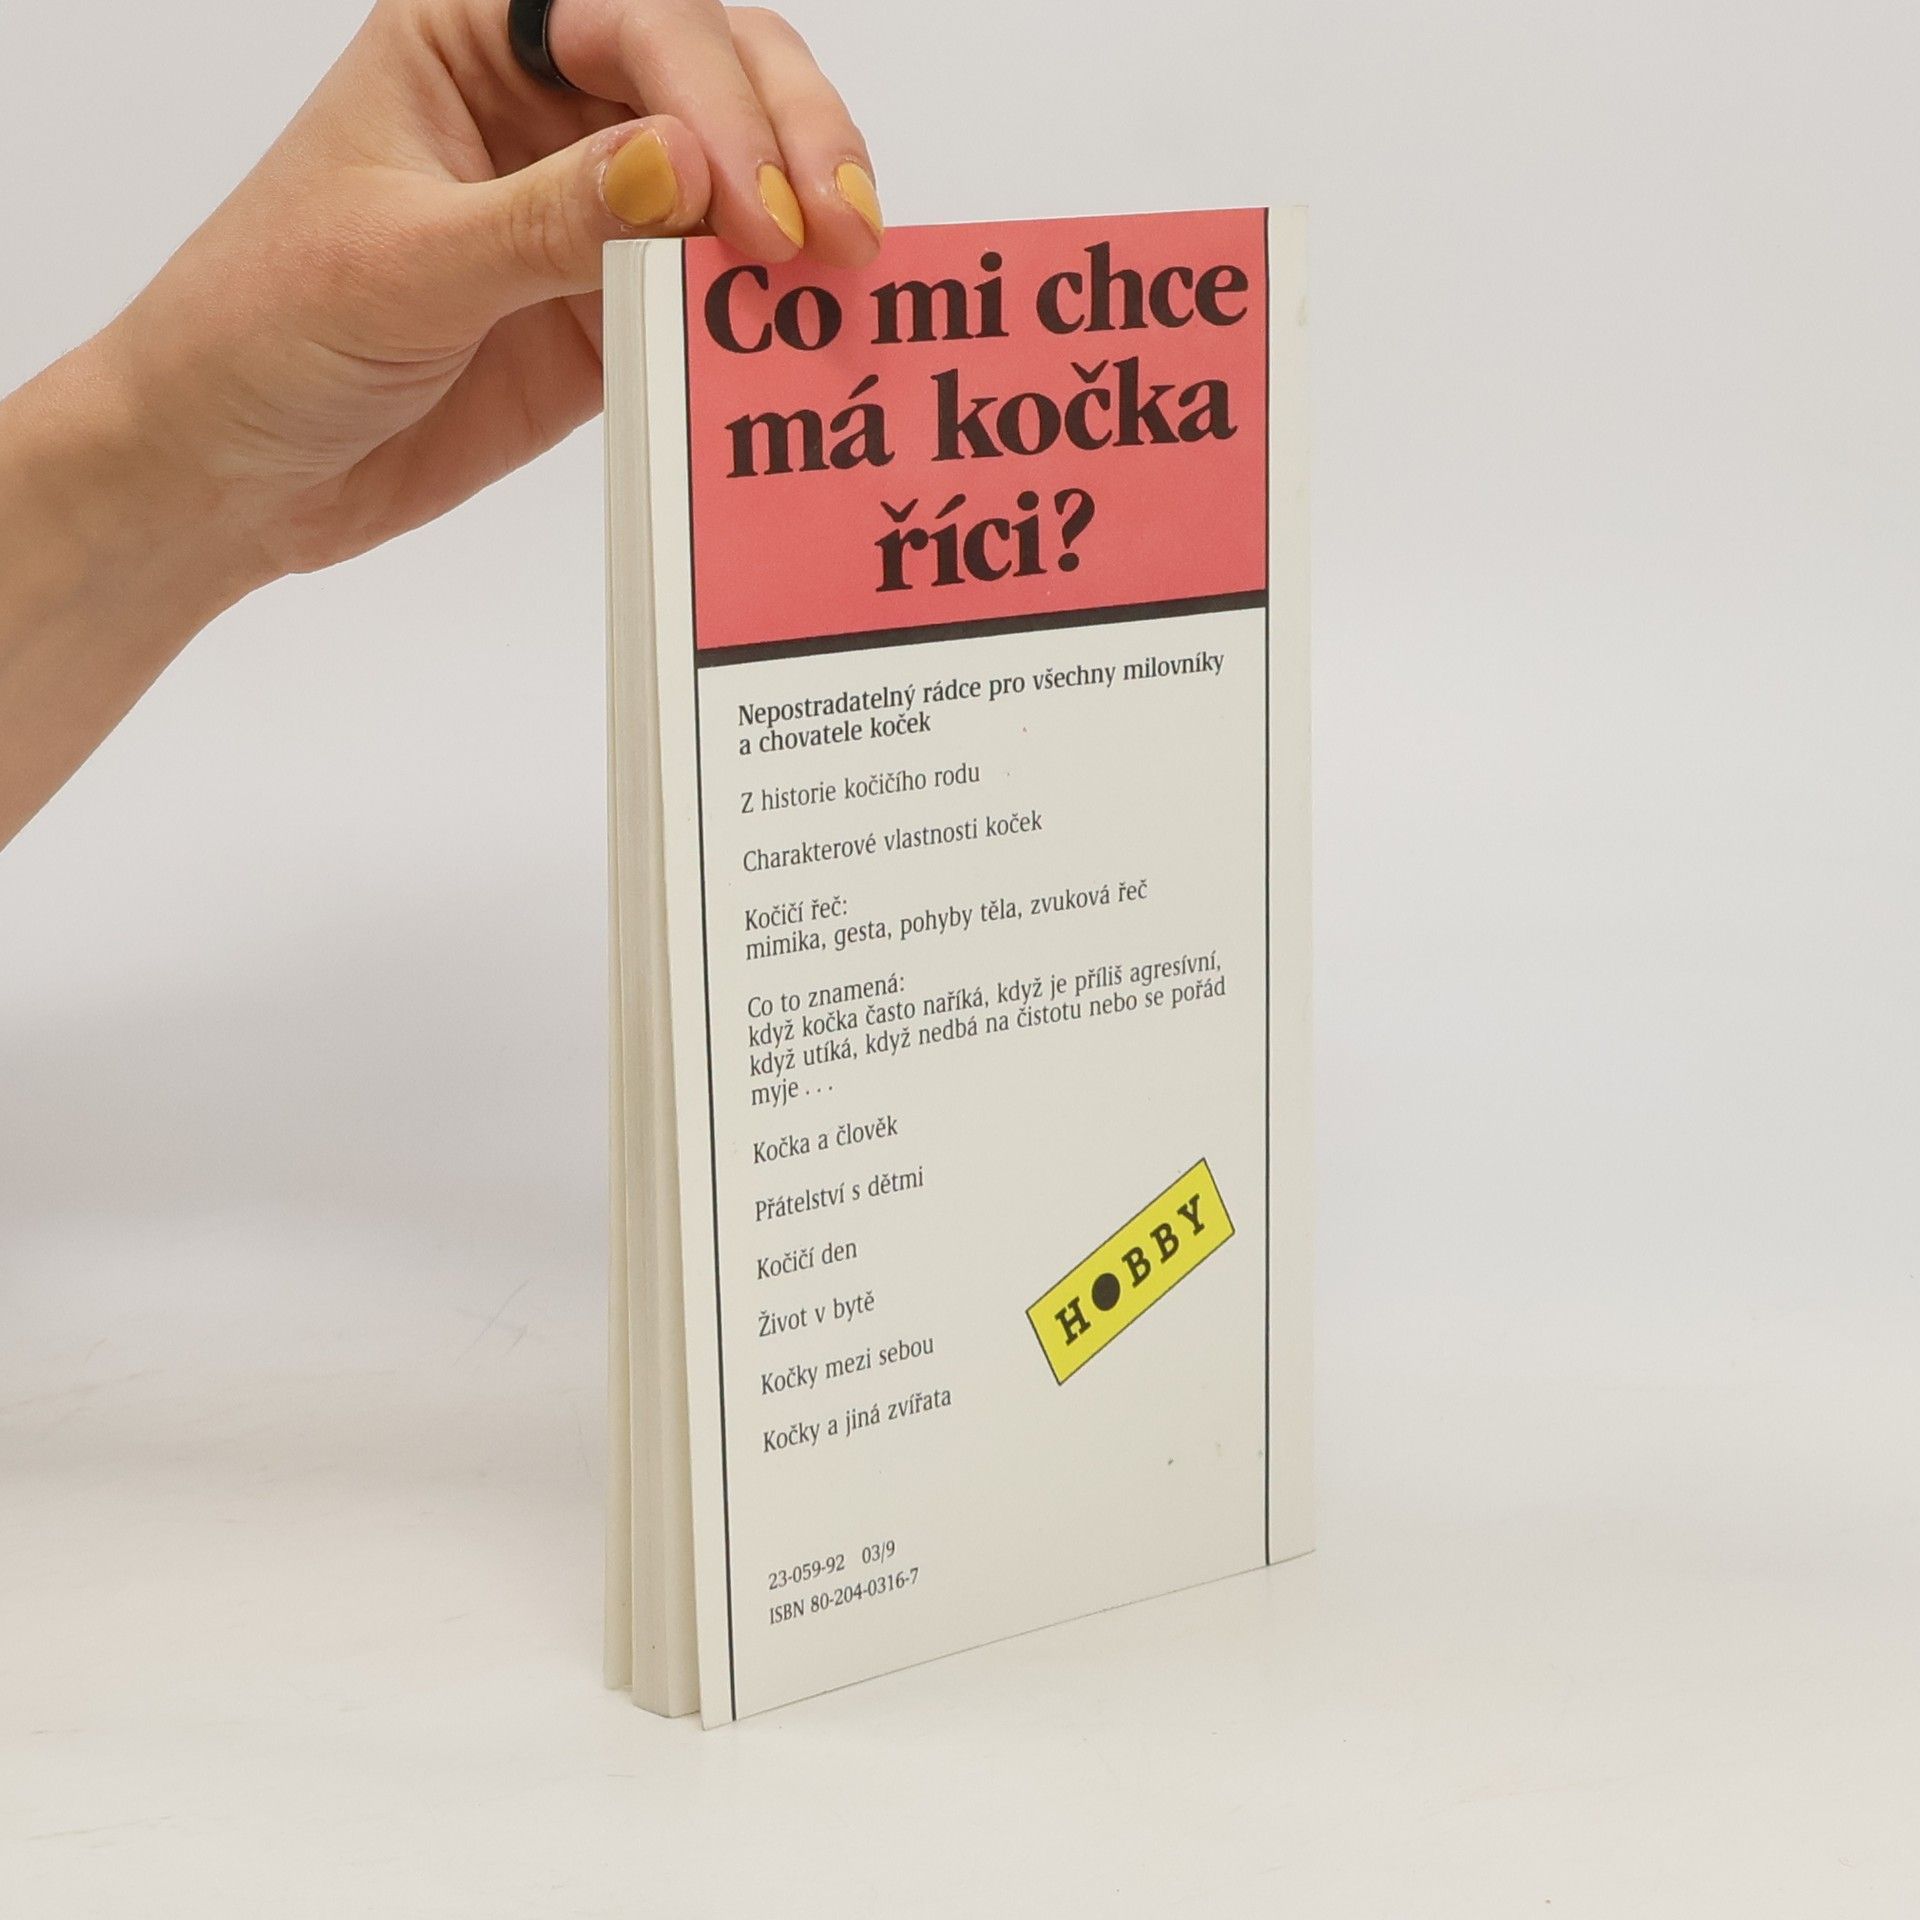 Co mi chce
má kočka
říci?
Nepostradatelný rádce pro všechny milovníky
a chovatele koček
Z historie kočičího rodu
Charakterové vlastnosti koček
Kočičí řeč:
mimika, gesta, pohyby těla, zvuková řeč
Co to znamená:
když kočka často naříká, když je příliš agresívní,
když utíká, když nedbá na čistotu nebo se pořád
myje . . .
Kočka a člověk
Přátelství s dětmi
Kočičí den
Život v bytě
Kočky mezi sebou
Kočky a jiná zvířata
HOBBY
23-059-92 03/9
ISBN 80-204-0316-7